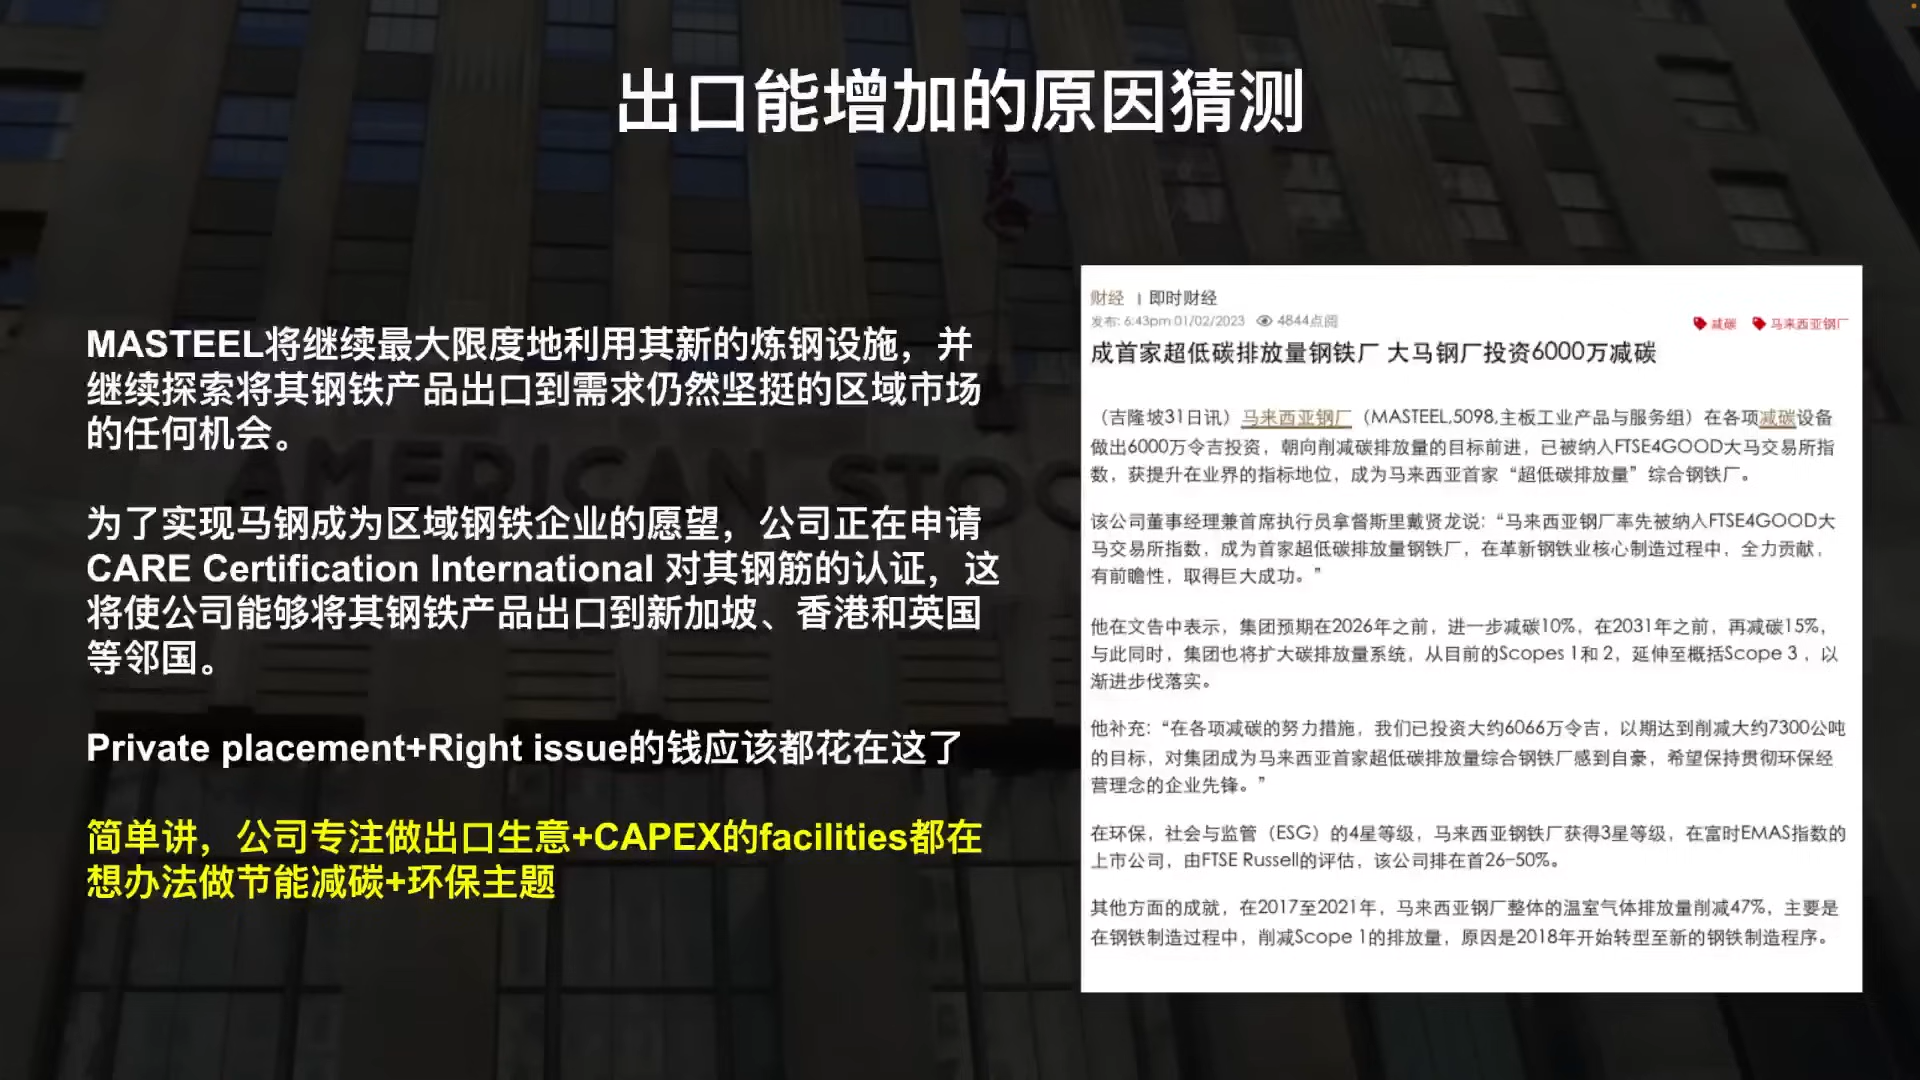 出口能增加的原因猜测
MASTEEL将继续最大限度地利用其新的炼钢设施，并
继续探索将其钢铁产品出口到需求仍然坚挺的区域市场
的任何机会。
为了实现马钢成为区域钢铁企业的愿望，公司正在申请
CARE Certification International 对其钢筋的认证，这
将使公司能够将其钢铁产品出口到新加坡、香港和英国
等邻国。
Private placement+Right issue的钱应该都花在这了
简单讲，公司专注做出口生意+CAPEX的facilities都在
想办法做节能减碳+环保主题
财经 | 即时财经
发布: 6:43pm 01/02/2023 4844点阅
减碳 马来西亚钢厂
成首家超低碳排放量钢铁厂 大马钢厂投资6000万减碳
（吉隆坡31日讯）马来西亚钢厂（MASTEEL,5098,主板工业产品与服务组）在各项减碳设备
做出6000万令吉投资，朝向削减碳排放量的目标前进，已被纳入FTSE4GOOD大马交易所指
数，获提升在业界的指标地位，成为马来西亚首家“超低碳排放量”综合钢铁厂。
该公司董事经理兼首席执行员拿督斯里戴贤龙说：“马来西亚钢厂率先被纳入FTSE4GOOD大
马交易所指数，成为首家超低碳排放量钢铁厂，在革新钢铁业核心制造过程中，全力贡献，
有前瞻性，取得巨大成功。”
他在文告中表示，集团预期在2026年之前，进一步减碳10%，在2031年之前，再减碳15%，
与此同时，集团也将扩大碳排放量系统，从目前的Scopes 1和 2，延伸至概括Scope 3，以
渐进步伐落实。
他补充：“在各项减碳的努力措施，我们已投资大约6066万令吉，以期达到削减大约7300公吨
的目标，对集团成为马来西亚首家超低碳排放量综合钢铁厂感到自豪，希望保持贯彻环保经
营理念的企业先锋。”
在环保，社会与监管（ESG）的4星等级，马来西亚钢铁厂获得3星等级，在富时EMAS指数的
上市公司，由FTSE Russell的评估，该公司排在首26-50%。
其他方面的成就，在2017至2021年，马来西亚钢厂整体的温室气体排放量削减47%，主要是
在钢铁制造过程中，削减Scope 1的排放量，原因是2018年开始转型至新的钢铁制造程序。
AMERICAN STOC